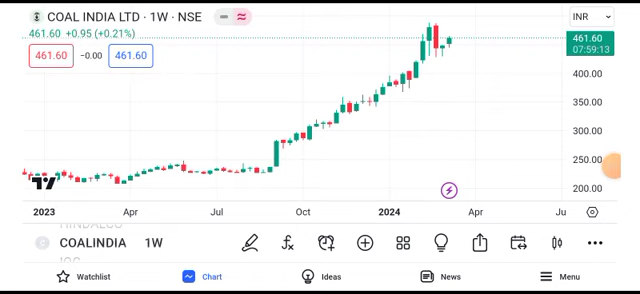 COAL INDIA LTD · 1W · NSE
INR
461.60 +0.95 (+0.21%)
461.60 −0.00 461.60
461.60
07:59:13
400.00
350.00
300.00
250.00
200.00
2023 Apr Jul Oct 2024 Apr Ju
COALINDIA 1W
Watchlist Chart Ideas News Menu